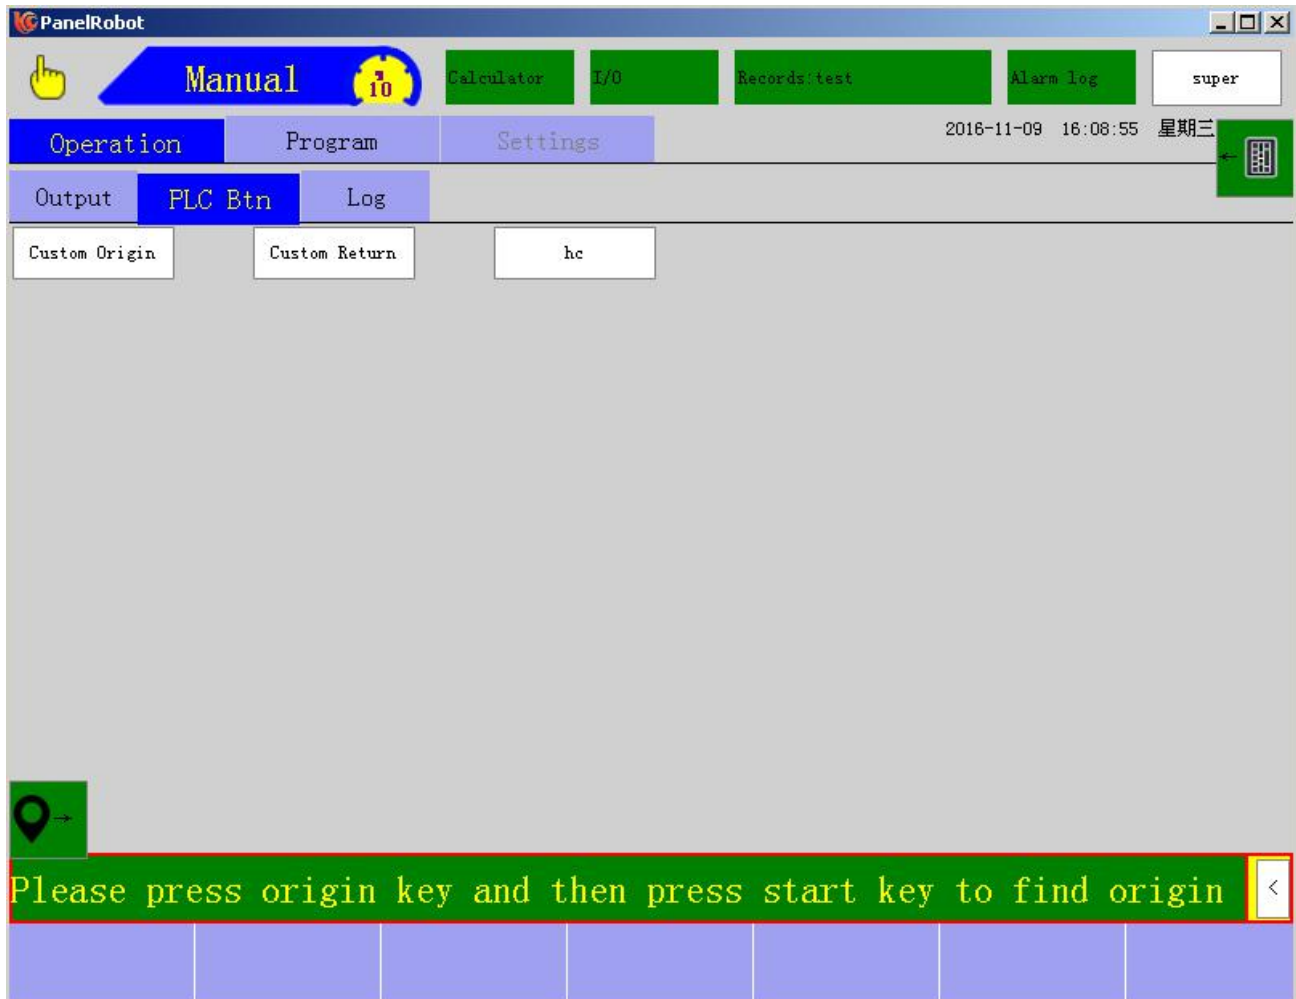 PanelRobot
Manual
10
Calculator
I/O
Records:test
Alarm log
super
Operation
Program
Settings
2016-11-09 16:08:55 星期三
Output
PLC Btn
Log
Custom Origin
Custom Return
hc
Please press origin key and then press start key to find origin
<